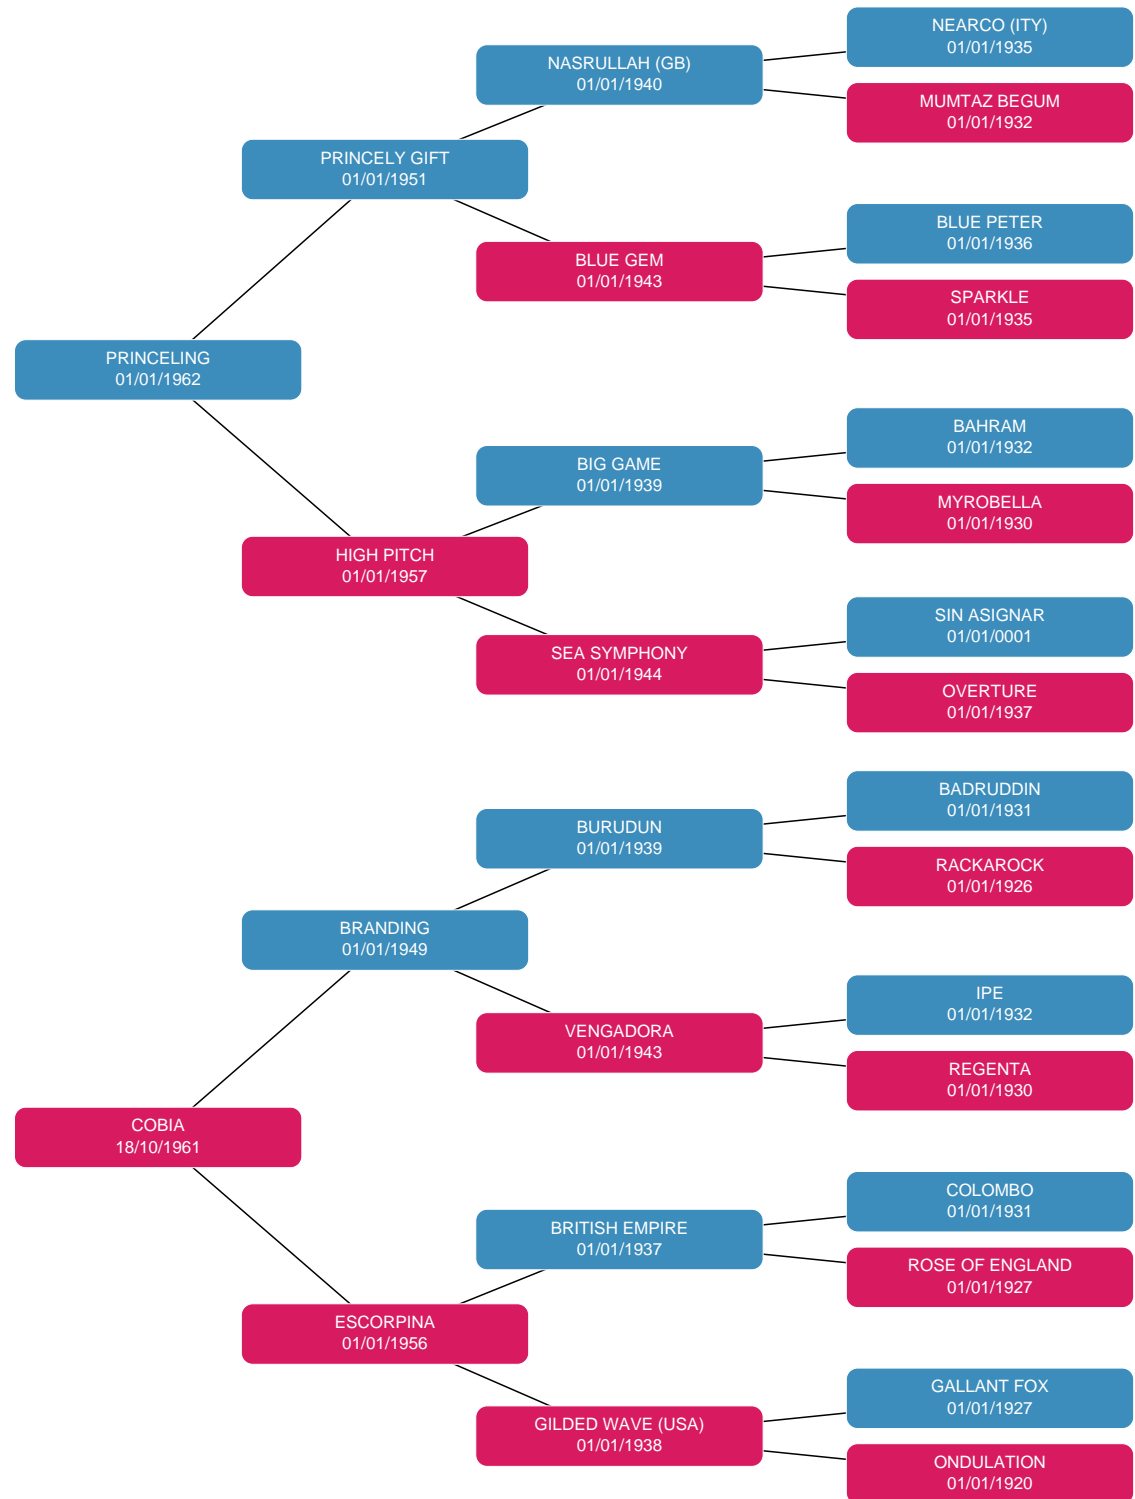 NEARCO (ITY)
01/01/1935
NASRULLAH (GB)
01/01/1940
MUMTAZ BEGUM
01/01/1932
PRINCELY GIFT
01/01/1951
BLUE PETER
01/01/1936
BLUE GEM
01/01/1943
SPARKLE
01/01/1935
PRINCELING
01/01/1962
BAHRAM
01/01/1932
BIG GAME
01/01/1939
MYROBELLA
01/01/1930
HIGH PITCH
01/01/1957
SIN ASIGNAR
01/01/0001
SEA SYMPHONY
01/01/1944
OVERTURE
01/01/1937
BADRUDDIN
01/01/1931
BURUDUN
01/01/1939
RACKAROCK
01/01/1926
BRANDING
01/01/1949
IPE
01/01/1932
VENGADORA
01/01/1943
REGENTA
01/01/1930
COBIA
18/10/1961
COLOMBO
01/01/1931
BRITISH EMPIRE
01/01/1937
ROSE OF ENGLAND
01/01/1927
ESCORPINA
01/01/1956
GALLANT FOX
01/01/1927
GILDED WAVE (USA)
01/01/1938
ONDULATION
01/01/1920